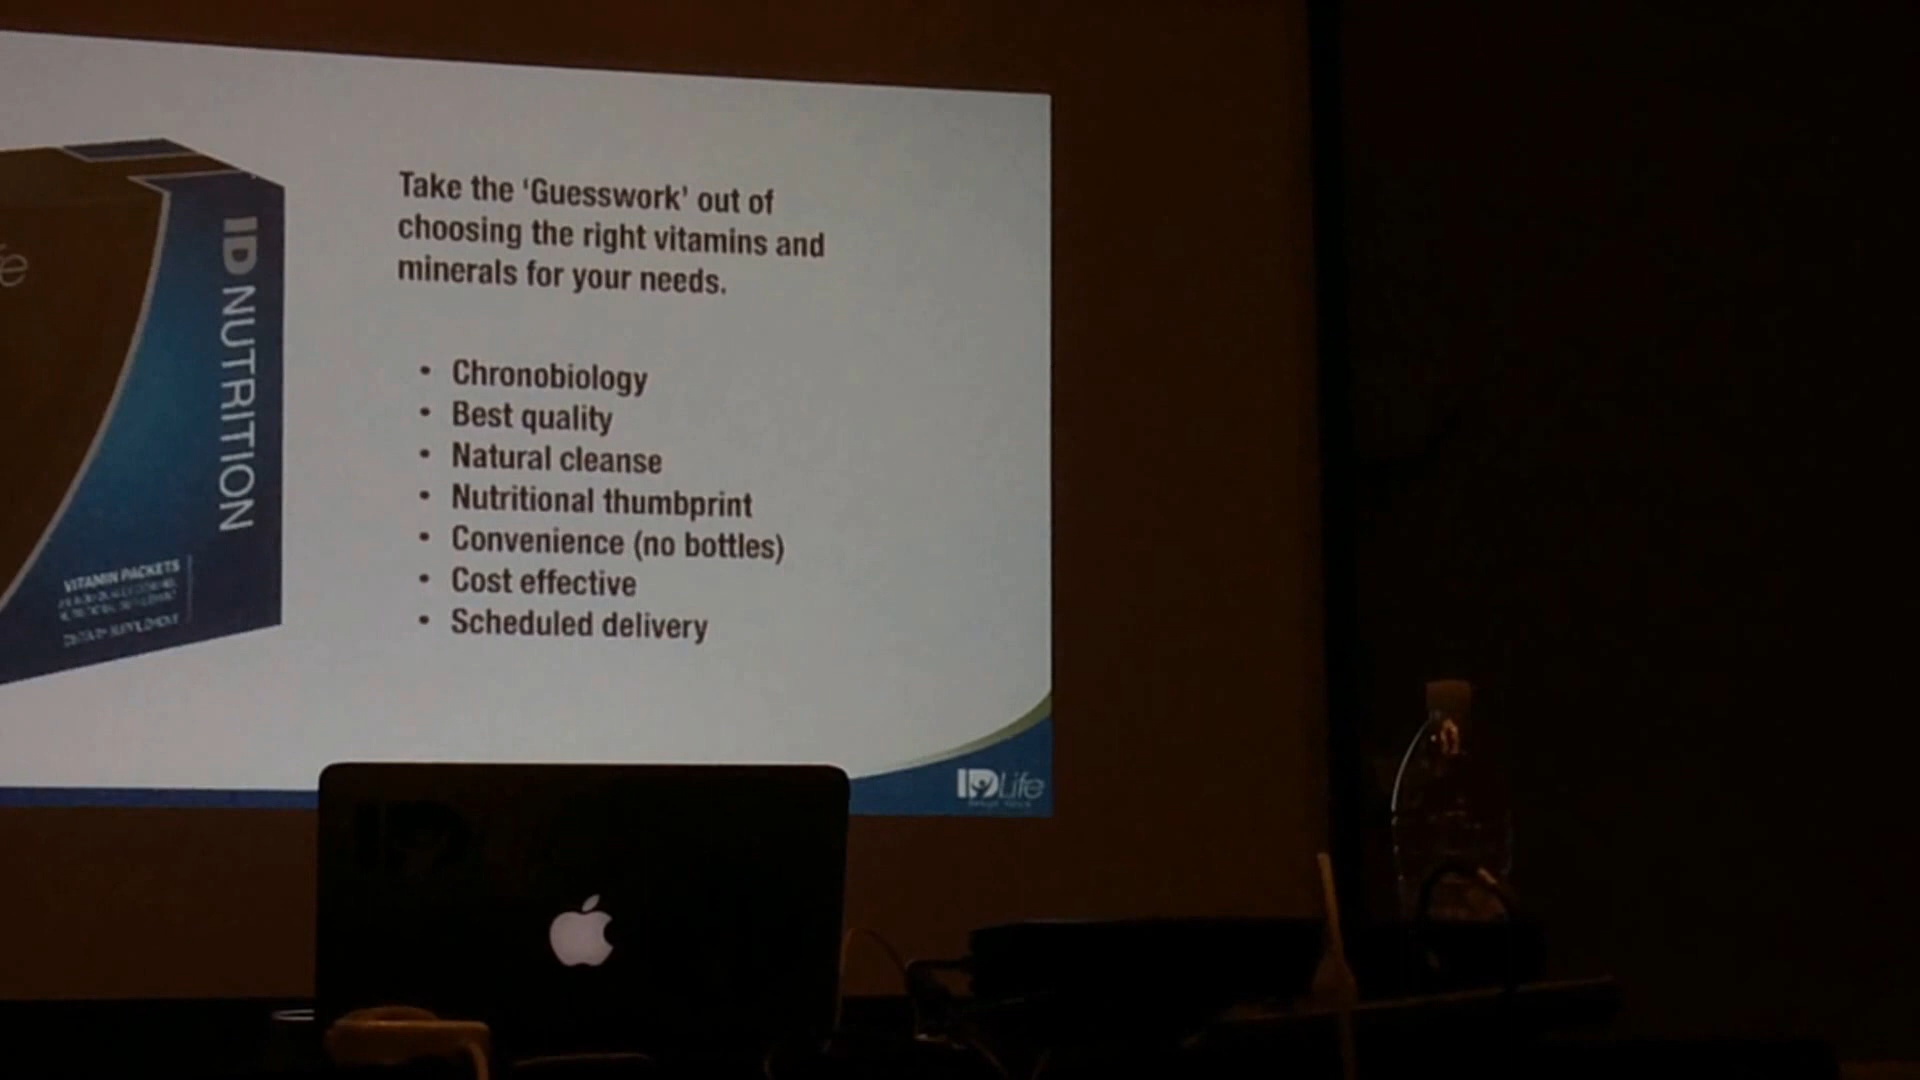 Take the 'Guesswork' out of
choosing the right vitamins and
minerals for your needs.
• Chronobiology
• Best quality
• Natural cleanse
• Nutritional thumbprint
• Convenience (no bottles)
• Cost effective
• Scheduled delivery
ID NUTRITION
VITAMIN PACKETS
IDLife